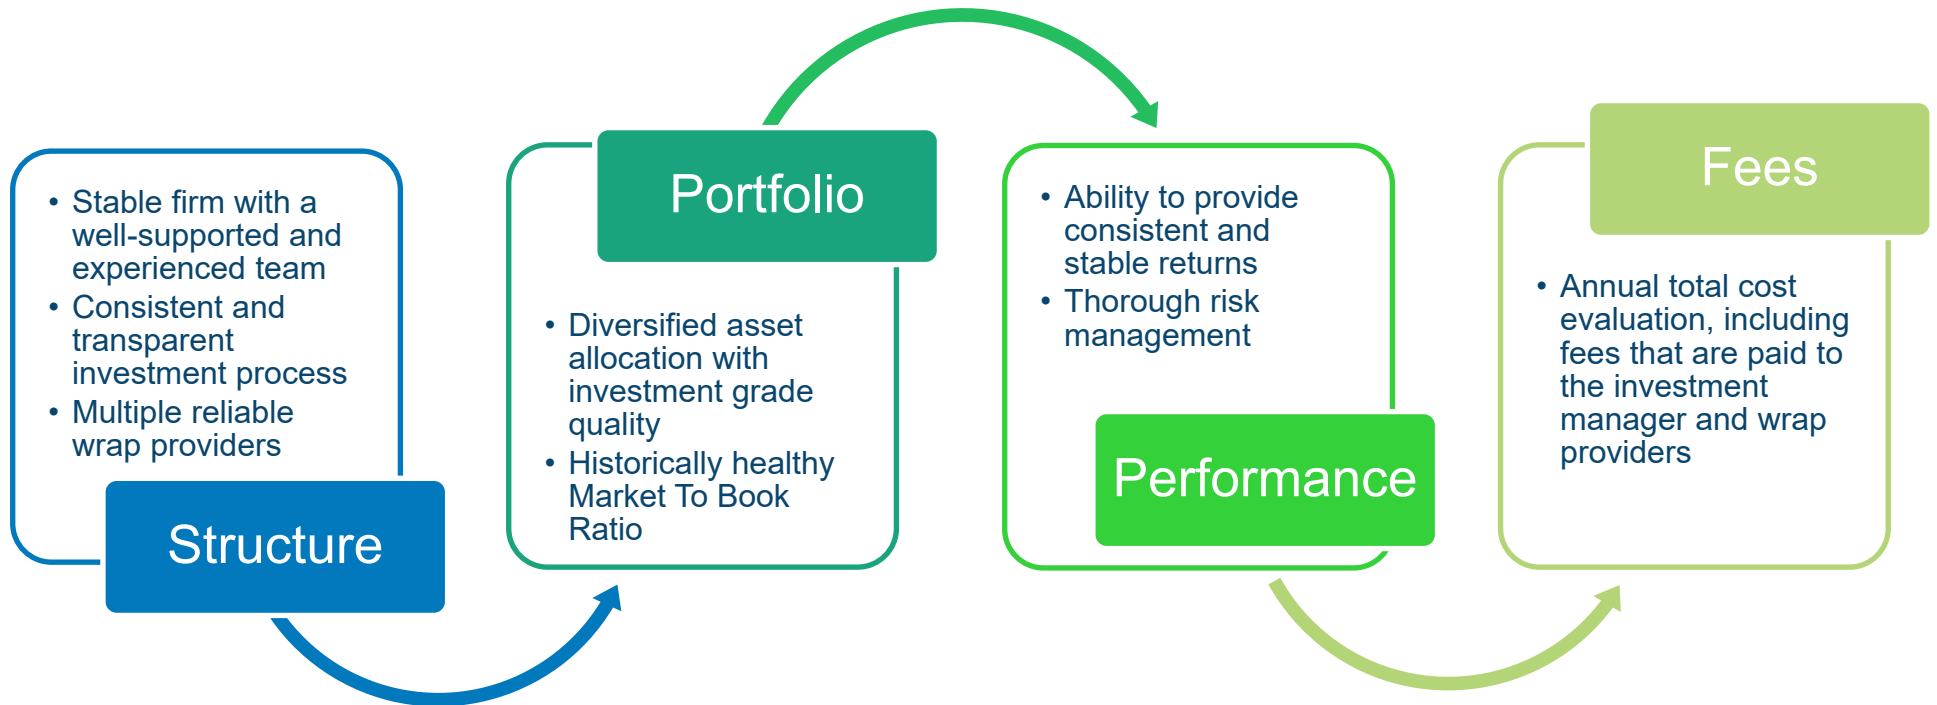 • Stable firm with a
well-supported and
experienced team
• Consistent and
transparent
investment process
• Multiple reliable
wrap providers
Structure
Portfolio
• Diversified asset
allocation with
investment grade
quality
• Historically healthy
Market To Book
Ratio
• Ability to provide
consistent and
stable returns
• Thorough risk
management
Performance
Fees
• Annual total cost
evaluation, including
fees that are paid to
the investment
manager and wrap
providers